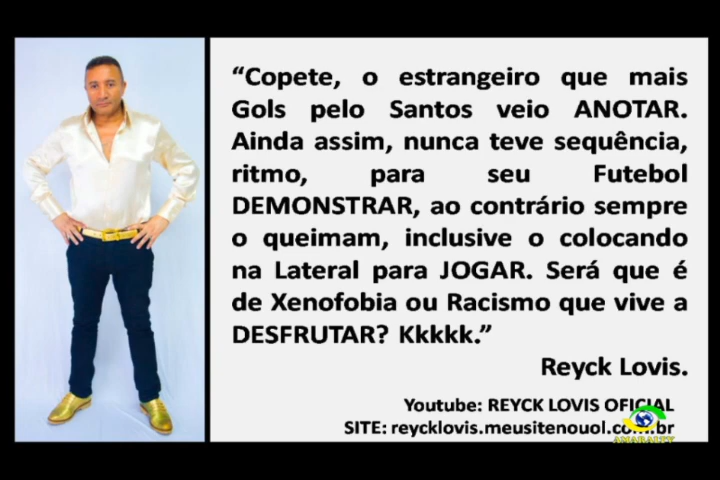 “Copete, o estrangeiro que mais
Gols pelo Santos veio ANOTAR.
Ainda assim, nunca teve sequência,
ritmo, para seu Futebol
DEMONSTRAR, ao contrário sempre
o queimam, inclusive o colocando
na Lateral para JOGAR. Será que é
de Xenofobia ou Racismo que vive a
DESFRUTAR? Kkkkk.”
Reyck Lovis.
Youtube: REYCK LOVIS OFICIAL
SITE: reycklovis.meusitenouol.com.br